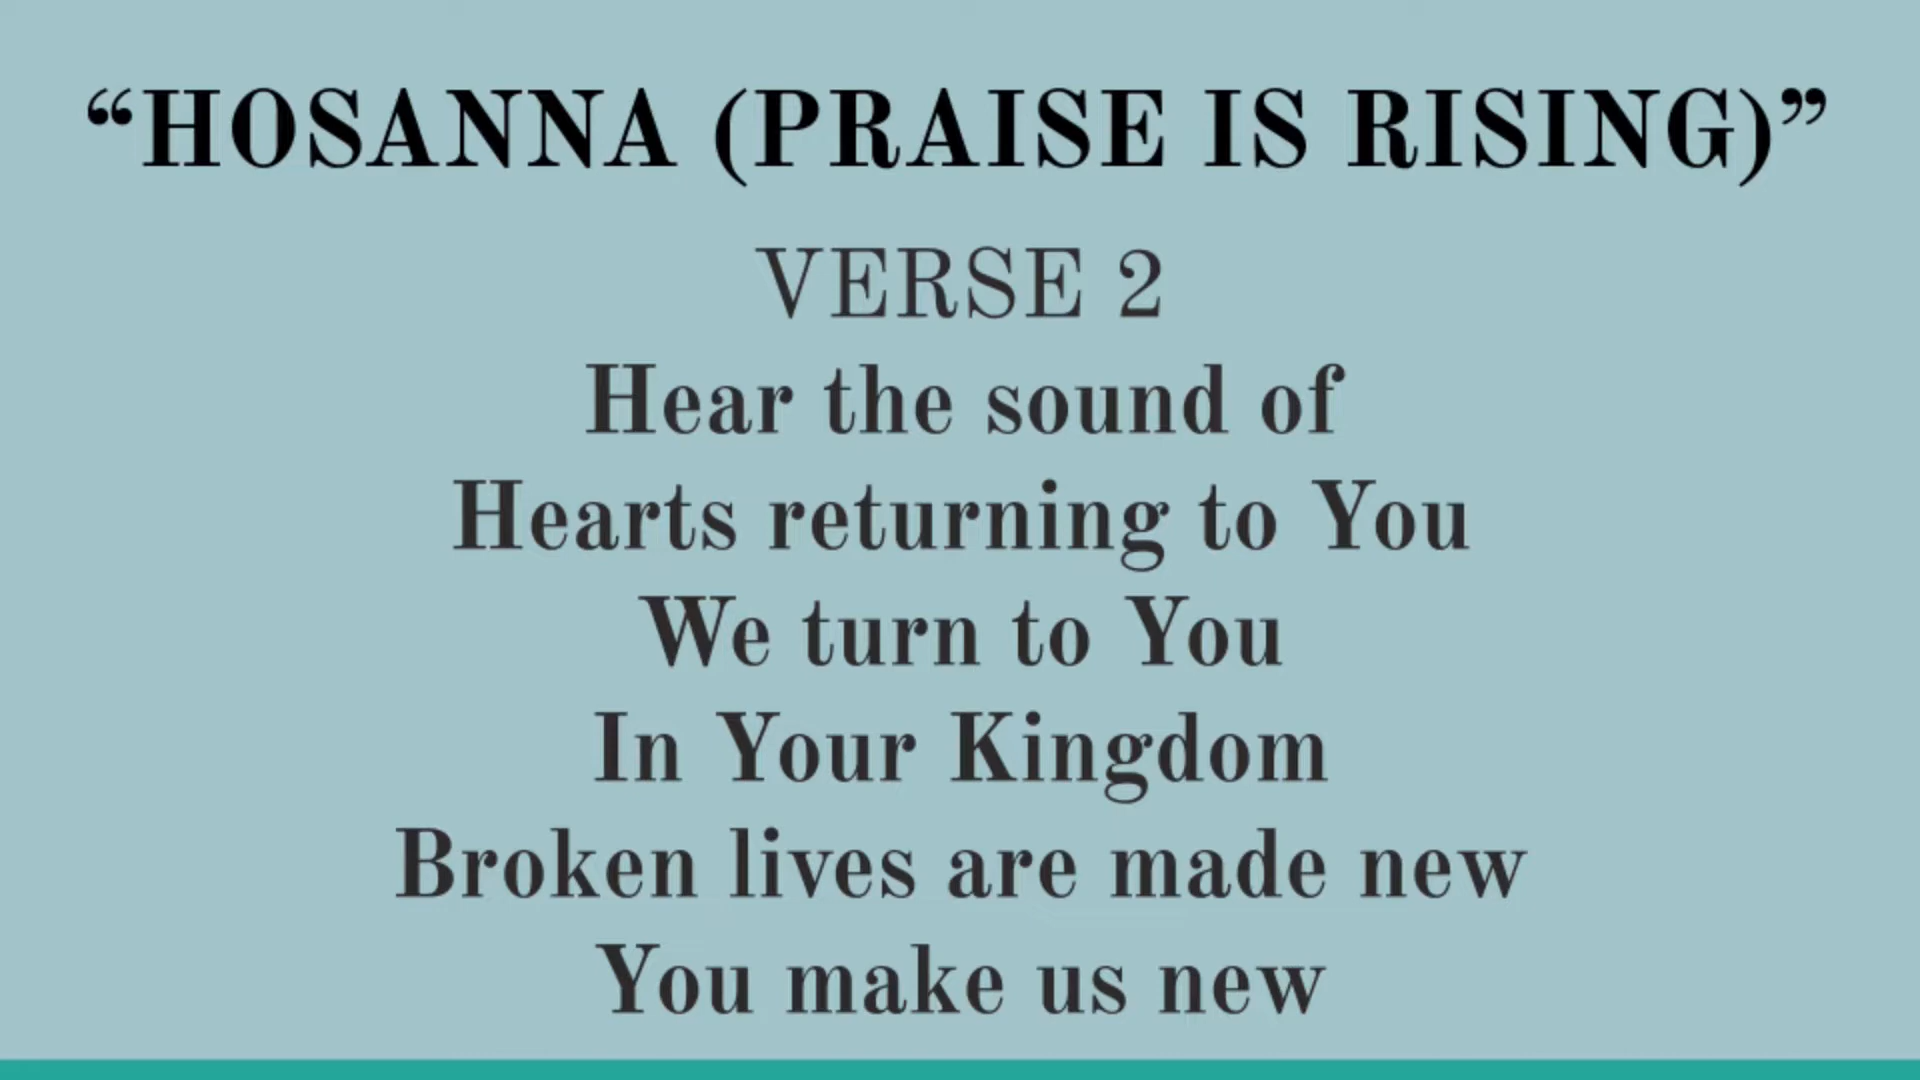 “HOSANNA (PRAISE IS RISING)”
VERSE 2
Hear the sound of
Hearts returning to You
We turn to You
In Your Kingdom
Broken lives are made new
You make us new